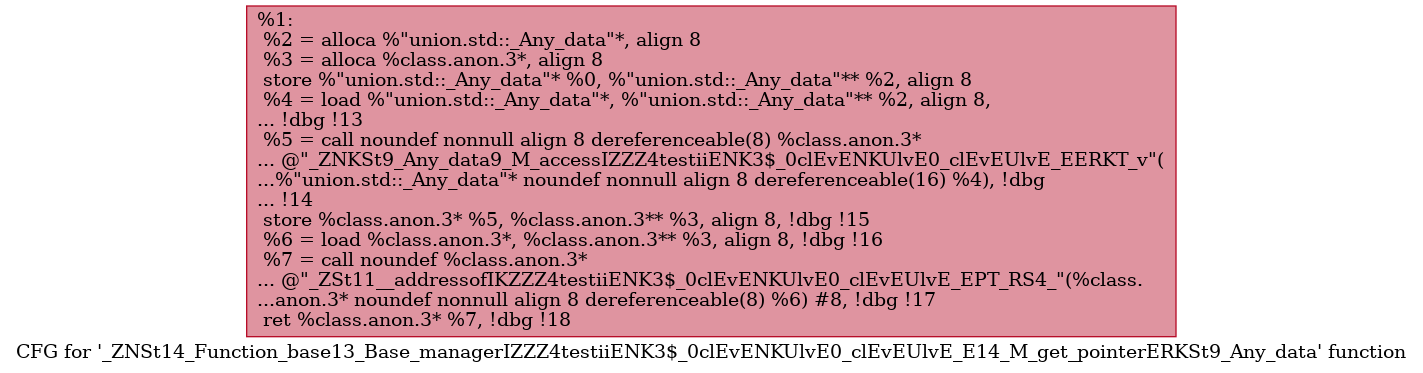 %1:
%2 = alloca %"union.std::_Any_data"*, align 8
%3 = alloca %class.anon.3*, align 8
store %"union.std::_Any_data"* %0, %"union.std::_Any_data"** %2, align 8
%4 = load %"union.std::_Any_data"*, %"union.std::_Any_data"** %2, align 8,
... !dbg !13
%5 = call noundef nonnull align 8 dereferenceable(8) %class.anon.3*
... @"_ZNKSt9_Any_data9_M_accessIZZZ4testiiENK3$_0clEvENKUlvE0_clEvEUlvE_EERKT_v"(
...%"union.std::_Any_data"* noundef nonnull align 8 dereferenceable(16) %4), !dbg
... !14
store %class.anon.3* %5, %class.anon.3** %3, align 8, !dbg !15
%6 = load %class.anon.3*, %class.anon.3** %3, align 8, !dbg !16
%7 = call noundef %class.anon.3*
... @"_ZSt11__addressofIKZZZ4testiiENK3$_0clEvENKUlvE0_clEvEUlvE_EPT_RS4_"(%class.
...anon.3* noundef nonnull align 8 dereferenceable(8) %6) #8, !dbg !17
ret %class.anon.3* %7, !dbg !18
CFG for '_ZNSt14_Function_base13_Base_managerIZZZ4testiiENK3$_0clEvENKUlvE0_clEvEUlvE_E14_M_get_pointerERKSt9_Any_data' function